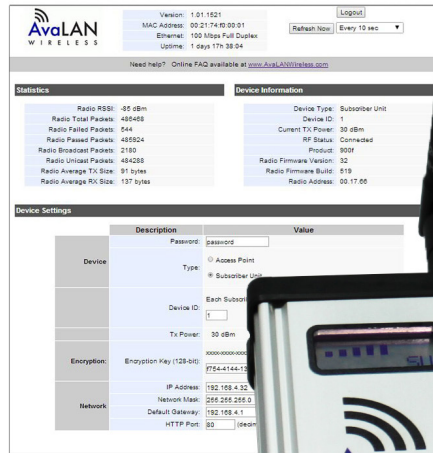 AvaLAN
WIRELESS
Version: 1.01.1521
MAC Address: 00:21:74:f0:00:01
Ethernet: 100 Mbps Full Duplex
Uptime: 1 days 17h 38:04
Logout
Refresh Now Every 10 sec
Need help? Online FAQ available at www.AvaLANWireless.com
Statistics
Radio RSSI: -85 dBm
Radio Total Packets: 486468
Radio Failed Packets: 544
Radio Passed Packets: 485924
Radio Broadcast Packets: 2180
Radio Unicast Packets: 484288
Radio Average TX Size: 91 bytes
Radio Average RX Size: 137 bytes
Device Information
Device Type: Subscriber Unit
Device ID: 1
Current TX Power: 30 dBm
RF Status: Connected
Product: 900f
Radio Firmware Version: 32
Radio Firmware Build: 519
Radio Address: 00.17.66
Device Settings
Description Value
Device
Password: password
Type: Access Point
Subscriber Unit
Device ID: Each
1
Tx Power: 30 dBm
Encryption: Encryption Key (128-bit):
Network
IP Address: 192.168.4.32
Network Mask: 255.255.255.0
Default Gateway: 192.168.4.1
HTTP Port: 80